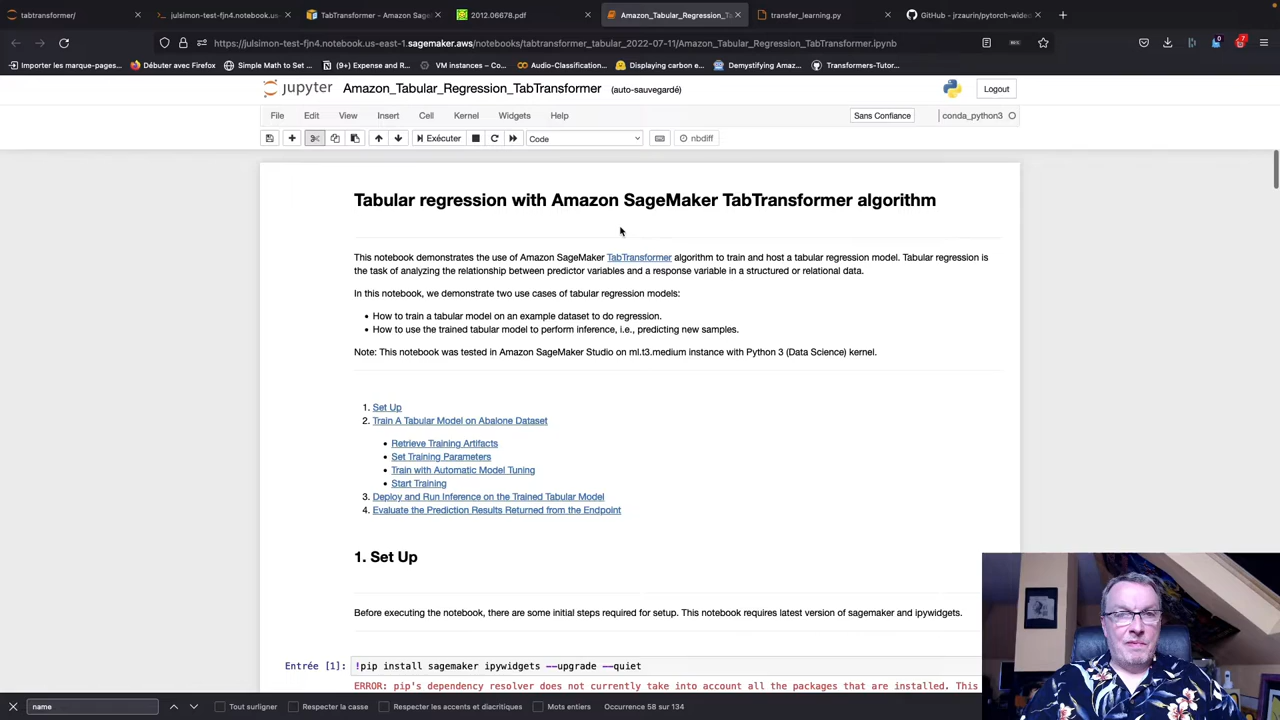 tabtransformer/
julsimon-test-fjn4.notebook.us-
TabTransformer – Amazon Sag
2012.06678.pdf
Amazon_Tabular_Regression_Ta
transfer_learning.py
GitHub - jrzaurin/pytorch-wide
https://julsimon-test-fjn4.notebook.us-east-1.sagemaker.aws/notebooks/tabtransformer_tabular_2022-07-11/Amazon_Tabular_Regression_TabTransformer.ipynb
Importer les marque-pages…
Débuter avec Firefox
Simple Math to Set …
(9+) Expense and R…
VM instances – Co…
Audio-Classification…
Displaying carbon e…
Demystifying Amaz…
Transformers-Tutor…
jupyter
Amazon_Tabular_Regression_TabTransformer (auto-sauvegardé)
Logout
File Edit View Insert Cell Kernel Widgets Help
Sans Confiance
conda_python3
Exécuter
Code
nbdiff
Tabular regression with Amazon SageMaker TabTransformer algorithm
This notebook demonstrates the use of Amazon SageMaker TabTransformer algorithm to train and host a tabular regression model. Tabular regression is
the task of analyzing the relationship between predictor variables and a response variable in a structured or relational data.
In this notebook, we demonstrate two use cases of tabular regression models:
• How to train a tabular model on an example dataset to do regression.
• How to use the trained tabular model to perform inference, i.e., predicting new samples.
Note: This notebook was tested in Amazon SageMaker Studio on ml.t3.medium instance with Python 3 (Data Science) kernel.
1. Set Up
2. Train A Tabular Model on Abalone Dataset
• Retrieve Training Artifacts
• Set Training Parameters
• Train with Automatic Model Tuning
• Start Training
3. Deploy and Run Inference on the Trained Tabular Model
4. Evaluate the Prediction Results Returned from the Endpoint
1. Set Up
Before executing the notebook, there are some initial steps required for setup. This notebook requires latest version of sagemaker and ipywidgets.
Entrée [1]: !pip install sagemaker ipywidgets --upgrade --quiet
ERROR: pip's dependency resolver does not currently take into account all the packages that are installed. This
name
Tout surligner
Respecter la casse
Respecter les accents et diacritiques
Mots entiers
Occurrence 58 sur 134